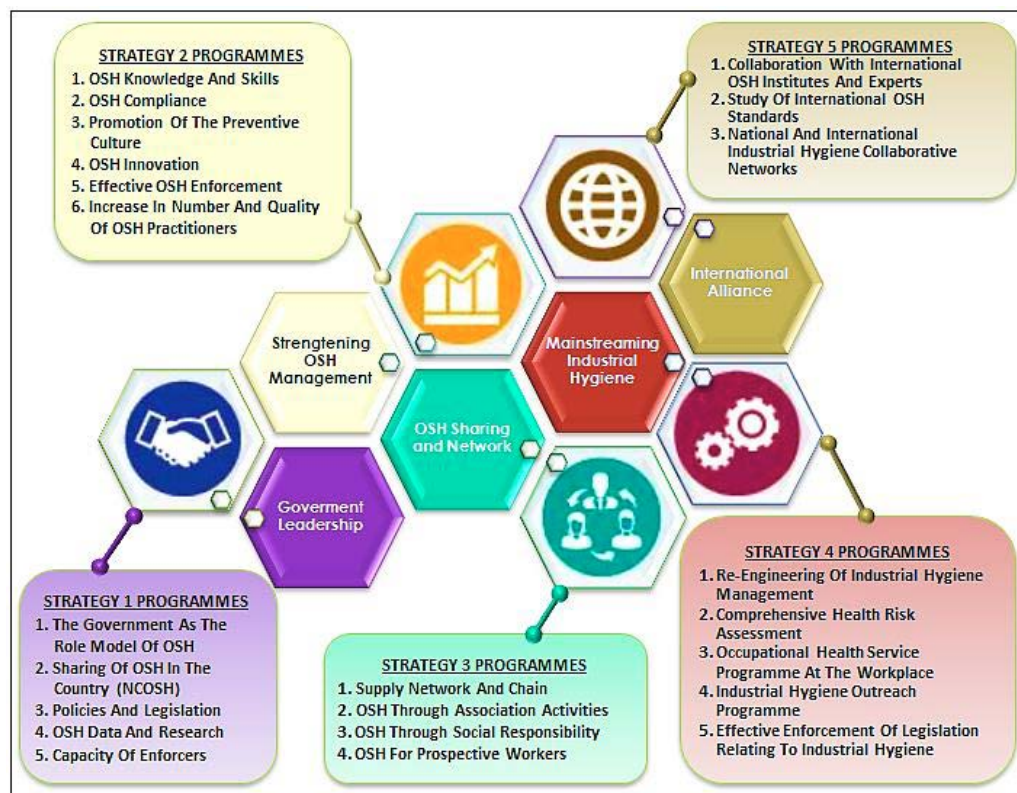 STRATEGY 2 PROGRAMMES
1. OSH Knowledge And Skills
2. OSH Compliance
3. Promotion Of The Preventive
Culture
4. OSH Innovation
5. Effective OSH Enforcement
6. Increase In Number And Quality
Of OSH Practitioners
STRATEGY 5 PROGRAMMES
1. Collaboration With International
OSH Institutes And Experts
2. Study Of International OSH
Standards
3. National And International
Industrial Hygiene Collaborative
Networks
International
Alliance
Strengtening
OSH
Management
Mainstreaming
Industrial
Hygiene
OSH Sharing
and Network
Goverment
Leadership
STRATEGY 1 PROGRAMMES
1. The Government As The
Role Model Of OSH
2. Sharing Of OSH In The
Country (NCOSH)
3. Policies And Legislation
4. OSH Data And Research
5. Capacity Of Enforcers
STRATEGY 3 PROGRAMMES
1. Supply Network And Chain
2. OSH Through Association Activities
3. OSH Through Social Responsibility
4. OSH For Prospective Workers
STRATEGY 4 PROGRAMMES
1. Re-Engineering Of Industrial Hygiene
Management
2. Comprehensive Health Risk
Assessment
3. Occupational Health Service
Programme At The Workplace
4. Industrial Hygiene Outreach
Programme
5. Effective Enforcement Of Legislation
Relating To Industrial Hygiene